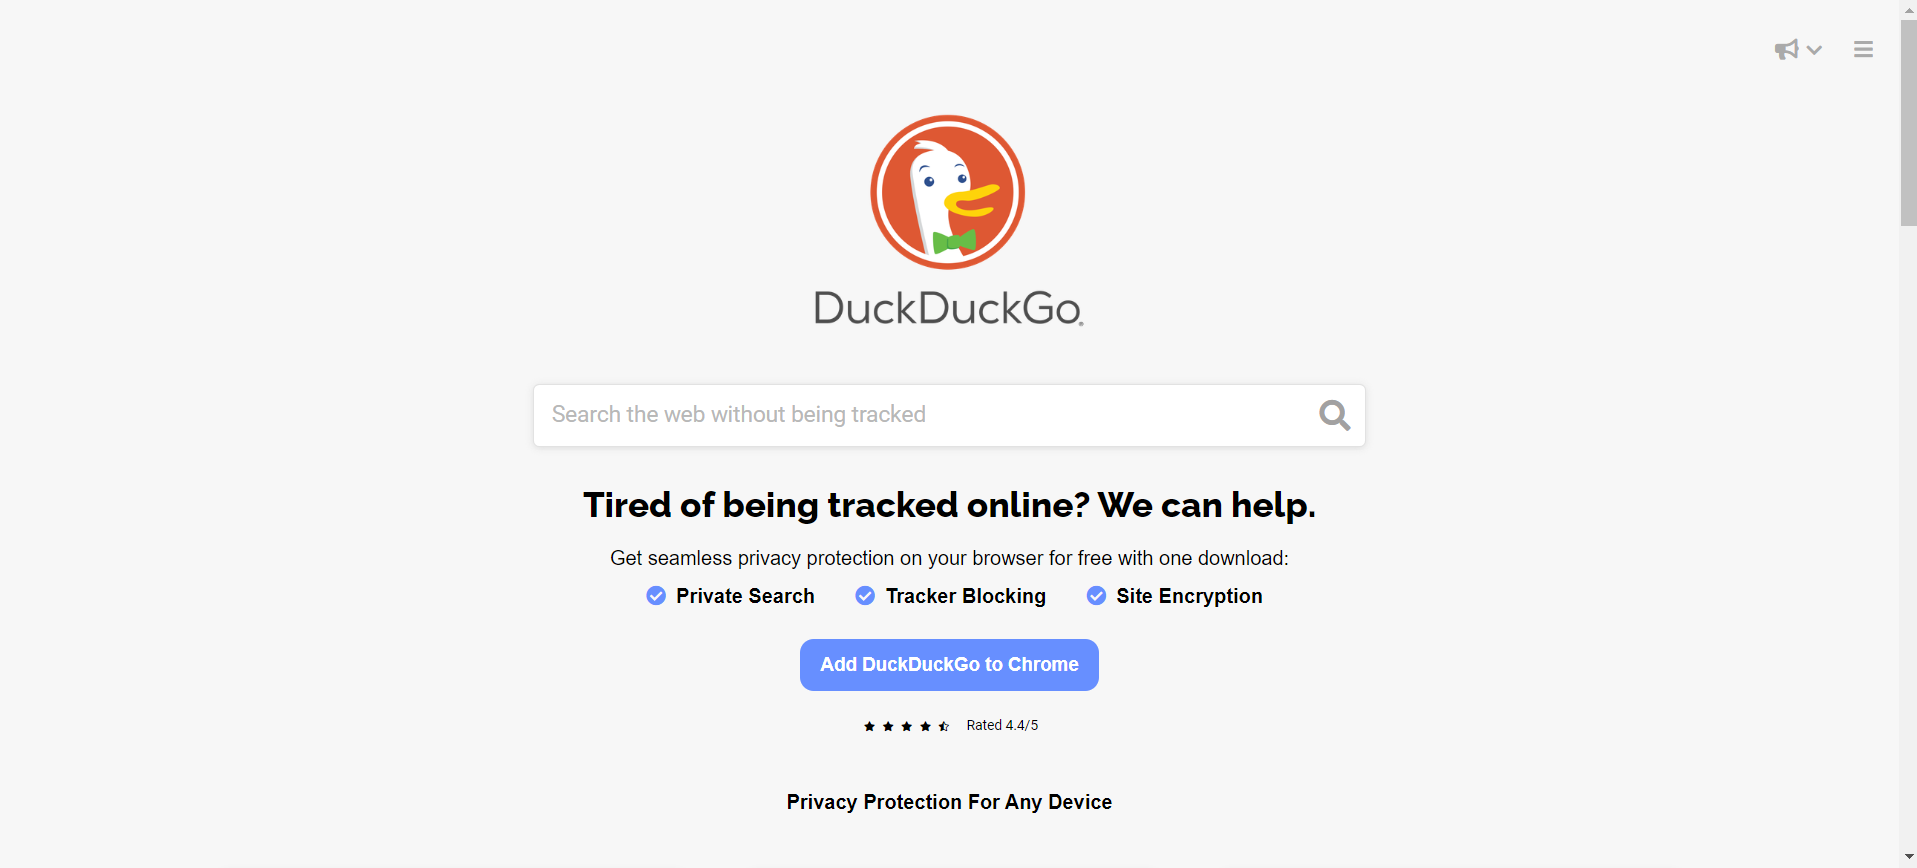 DuckDuckGo®
Search the web without being tracked
Tired of being tracked online? We can help.
Get seamless privacy protection on your browser for free with one download:
Private Search Tracker Blocking Site Encryption
Add DuckDuckGo to Chrome
Rated 4.4/5
Privacy Protection For Any Device